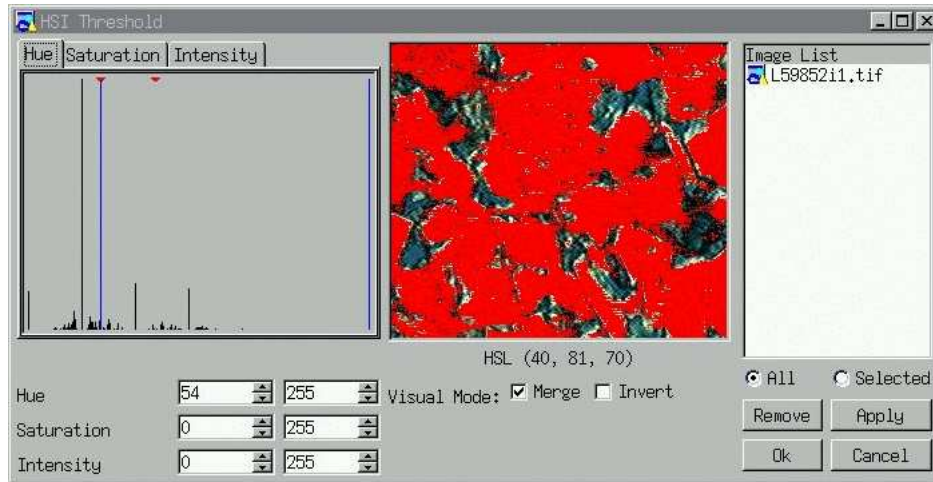 HSI Threshold
Hue Saturation Intensity
HSL (40, 81, 70)
Hue 54 255
Saturation 0 255
Intensity 0 255
Visual Mode: Merge Invert
Image List
L59852i1.tif
All Selected
Remove Apply
Ok Cancel